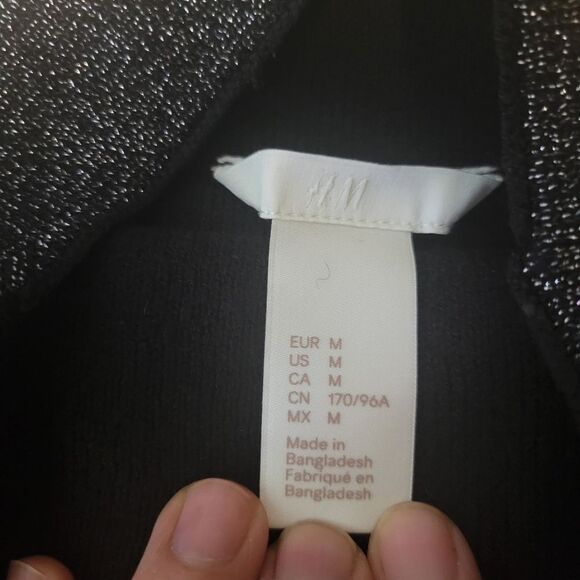 H&M
EUR M
US M
CA M
CN 170/96A
MX M
Made in
Bangladesh
Fabriqué en
Bangladesh